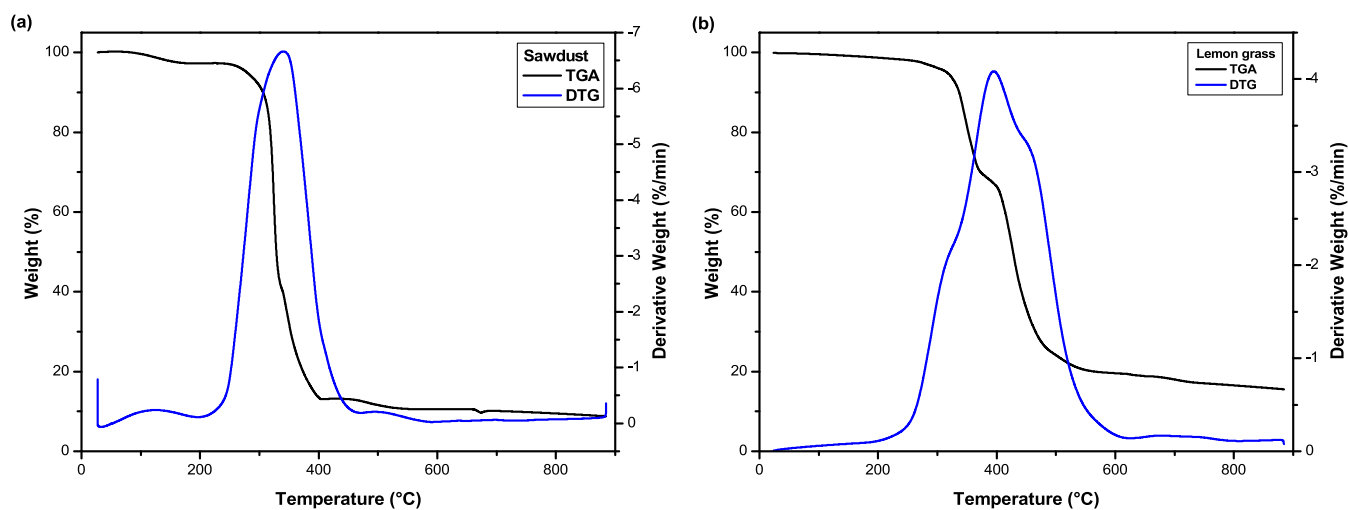 (a)
Sawdust
TGA
DTG
Weight (%)
100
80
60
40
20
0
-7
-6
-5
-4
-3
-2
-1
0
Derivative Weight (%/min)
0 200 400 600 800
Temperature (°C)
(b)
Lemon grass
TGA
DTG
Weight (%)
100
80
60
40
20
0
-4
-3
-2
-1
0
Derivative Weight (%/min)
0 200 400 600 800
Temperature (°C)